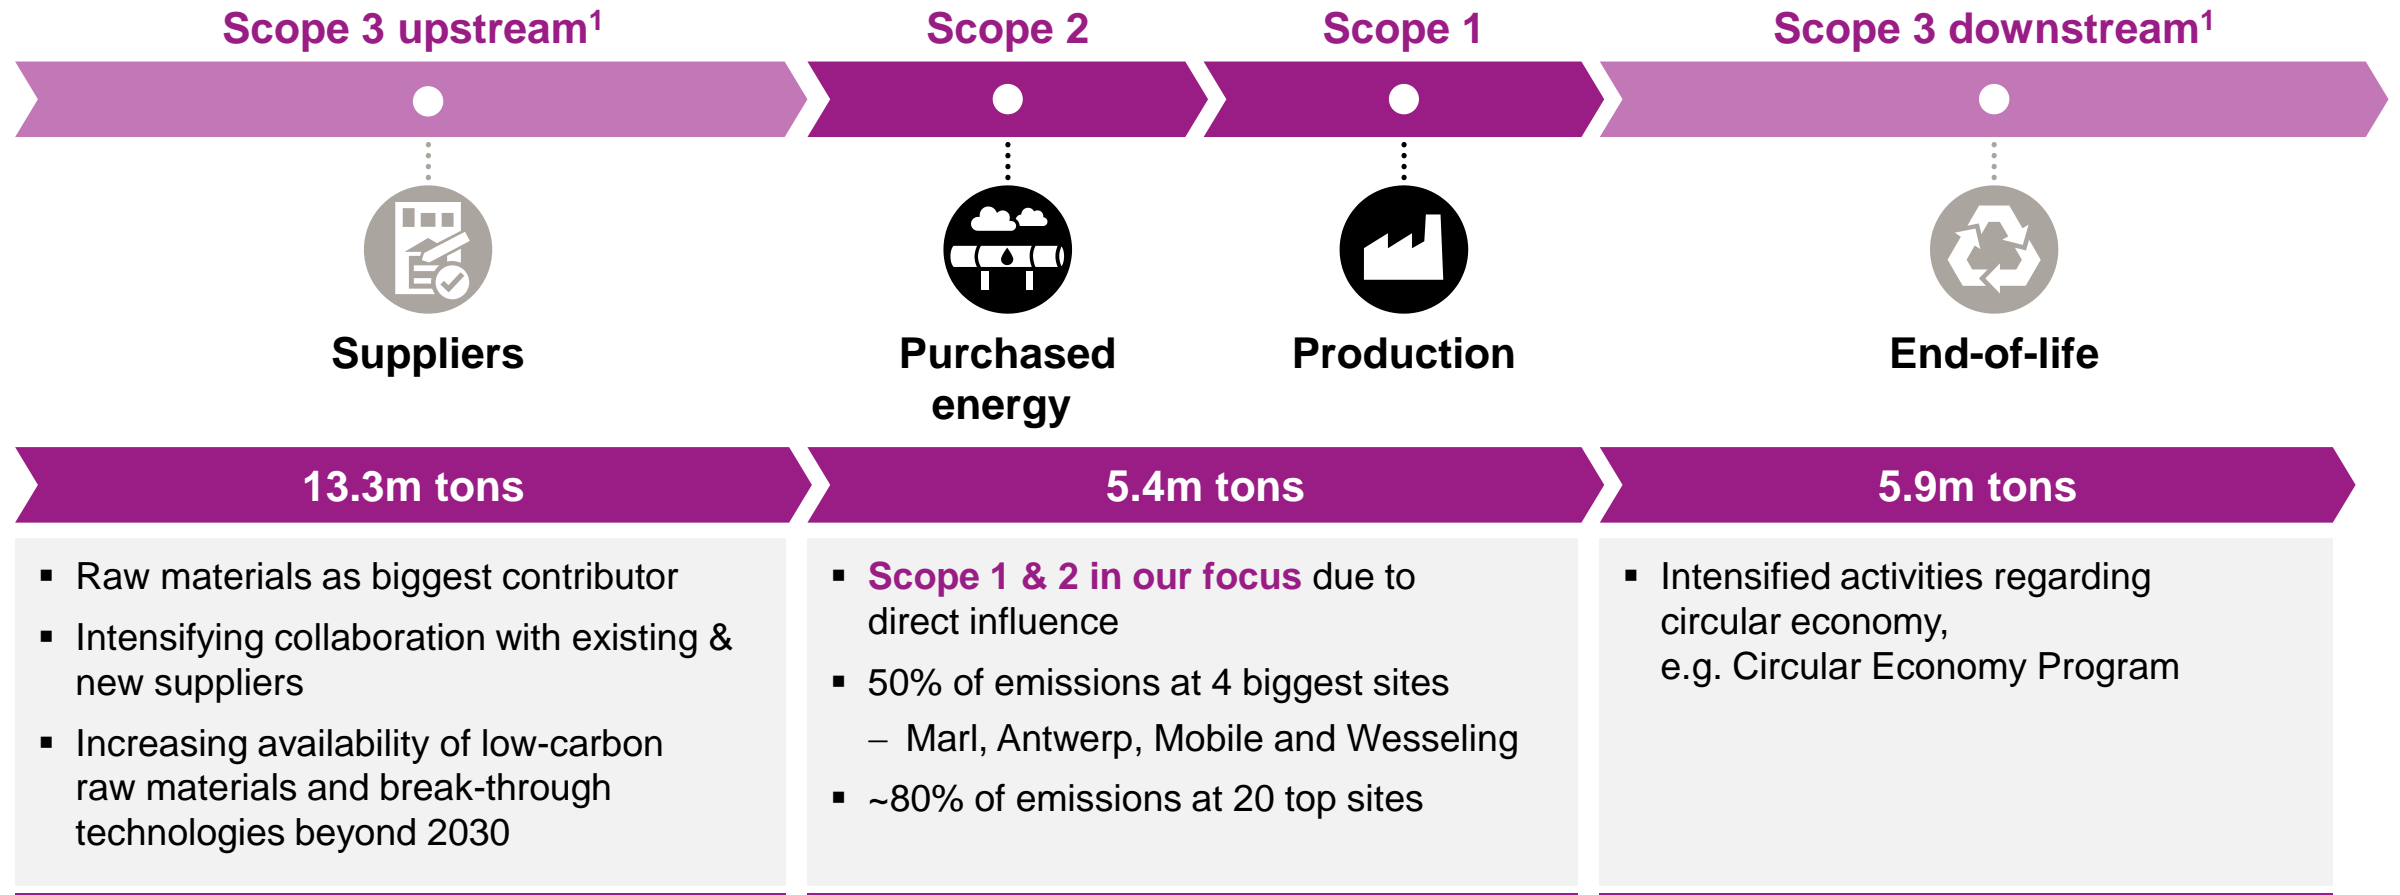 Scope 3 upstream¹
Scope 2
Scope 1
Scope 3 downstream¹
Suppliers
Purchased
energy
Production
End-of-life
13.3m tons
5.4m tons
5.9m tons
▪ Raw materials as biggest contributor
▪ Intensifying collaboration with existing &
new suppliers
▪ Increasing availability of low-carbon
raw materials and break-through
technologies beyond 2030
▪ Scope 1 & 2 in our focus due to
direct influence
▪ 50% of emissions at 4 biggest sites
– Marl, Antwerp, Mobile and Wesseling
▪ ~80% of emissions at 20 top sites
▪ Intensified activities regarding
circular economy,
e.g. Circular Economy Program